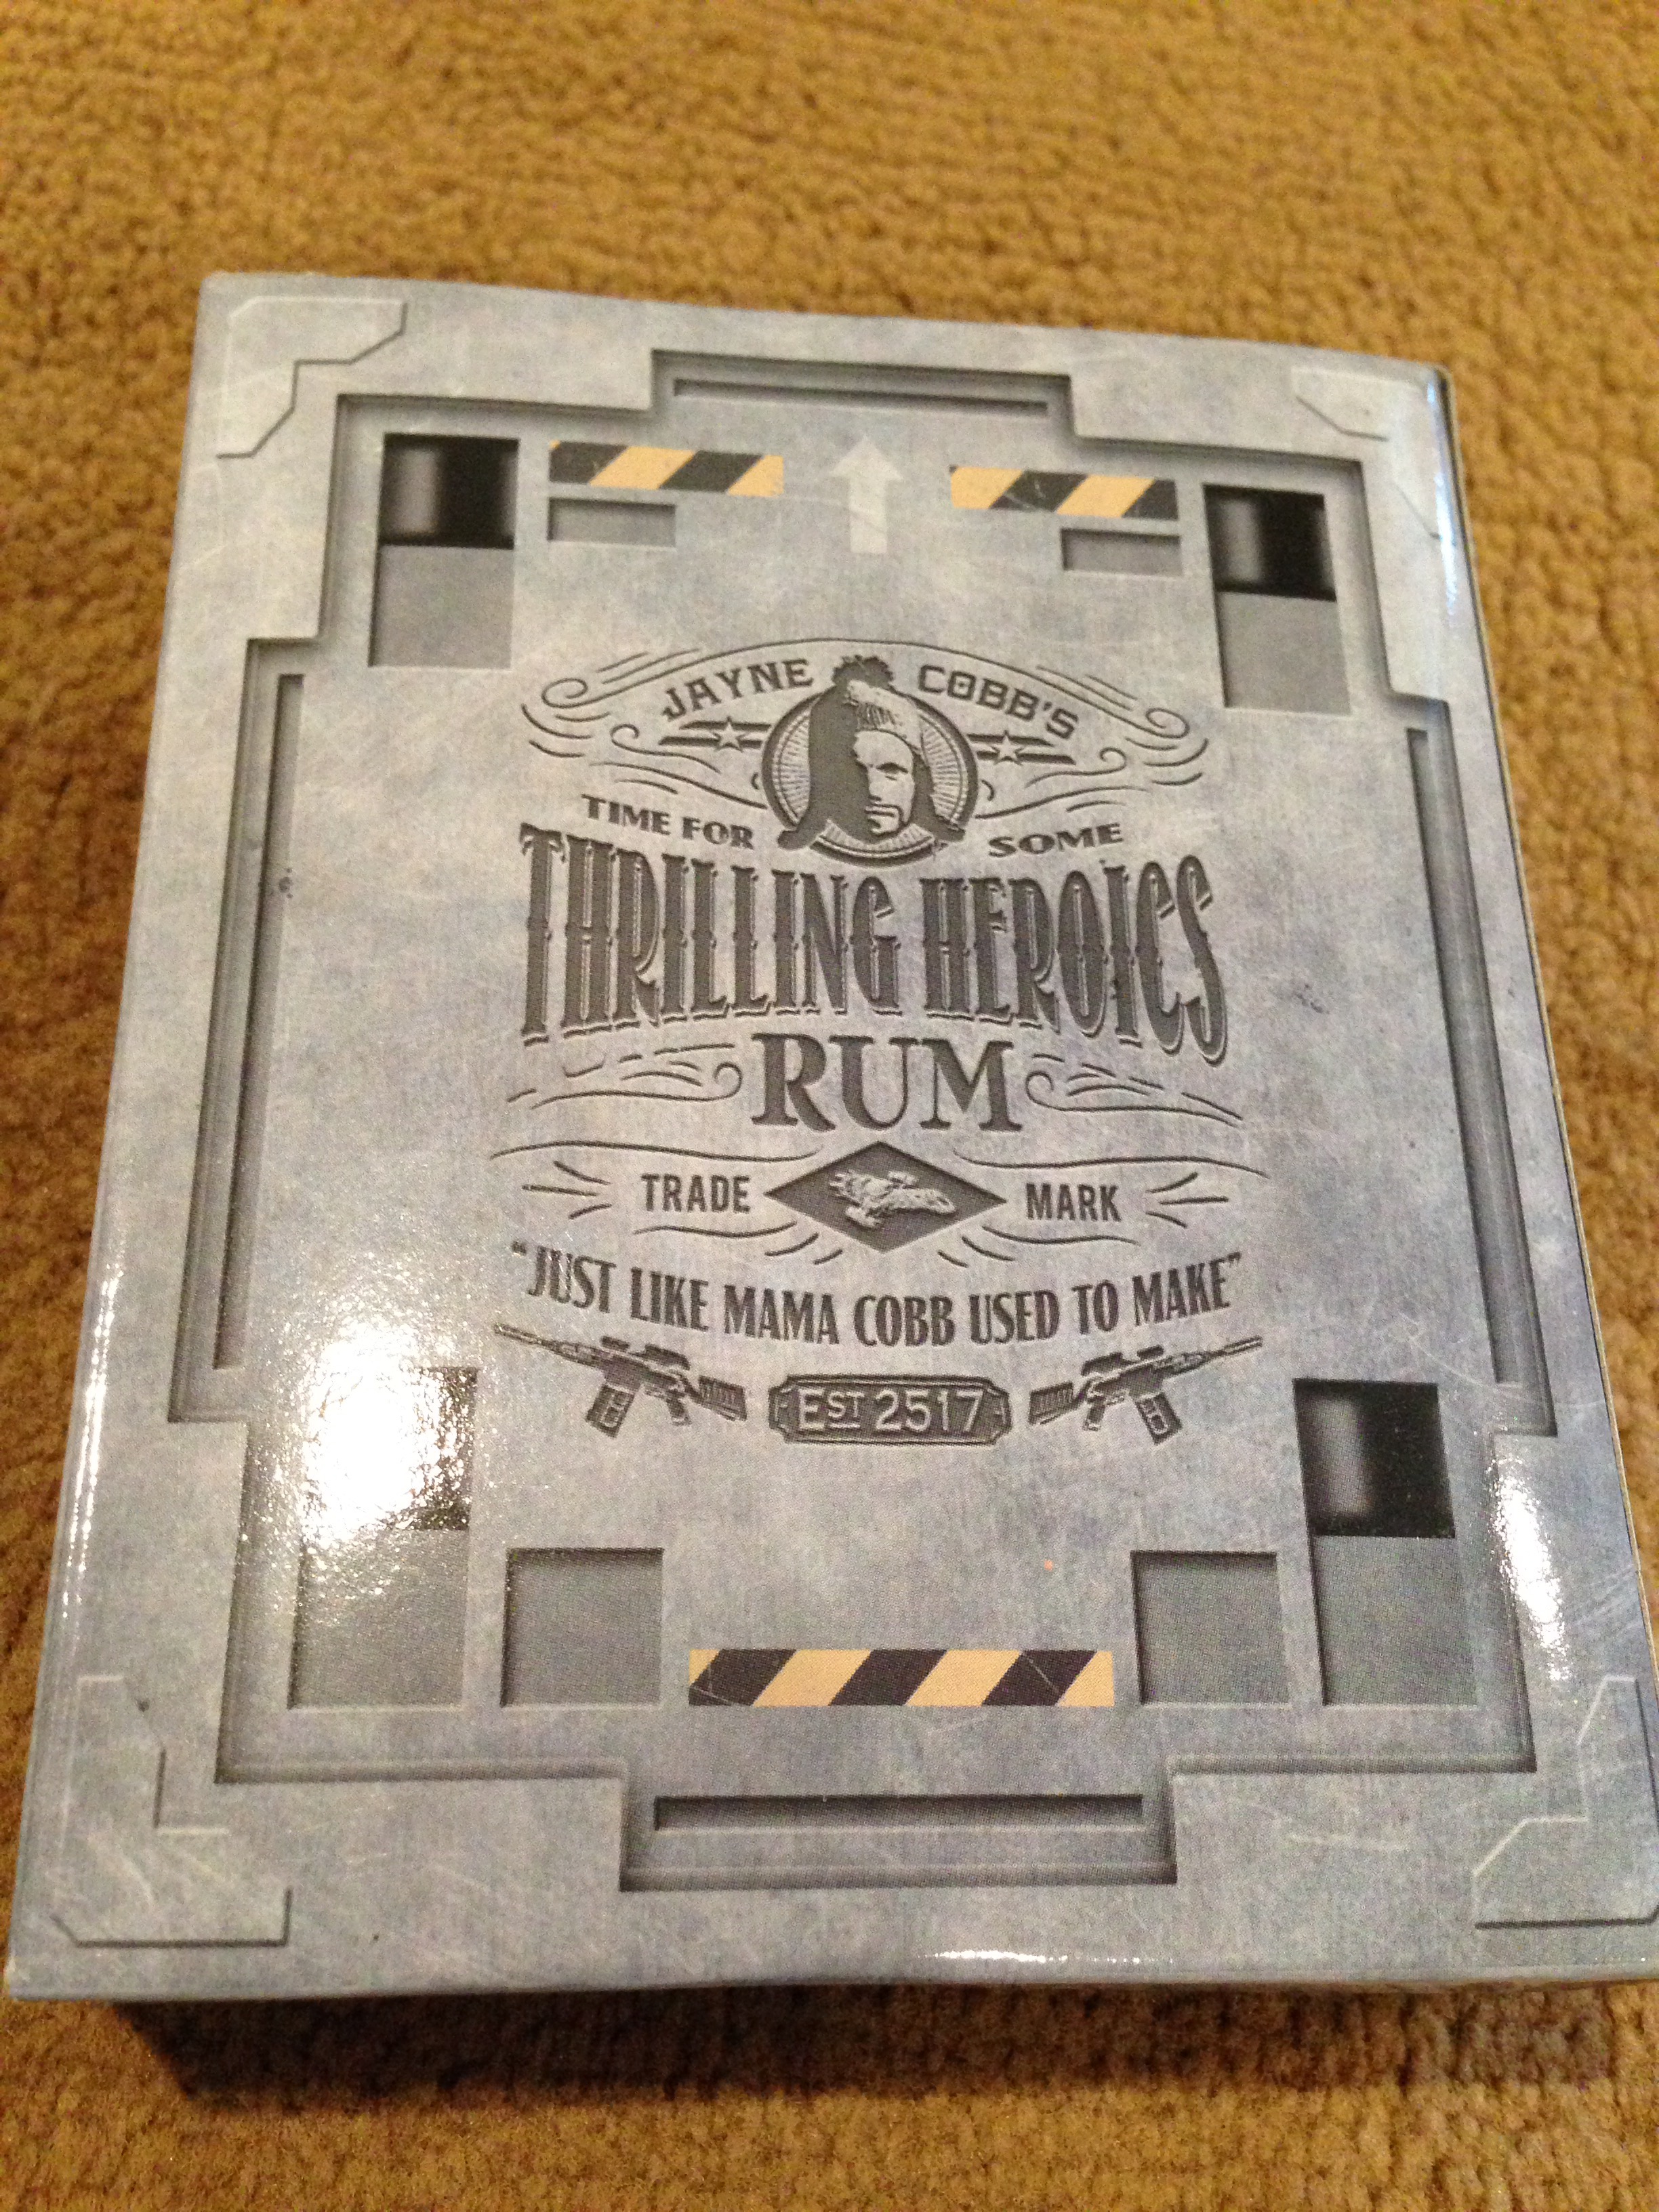 JAYNE COBB'S
TIME FOR SOME
THRILLING HEROICS
RUM
TRADE MARK
"JUST LIKE MAMA COBB USED TO MAKE"
EST 2517